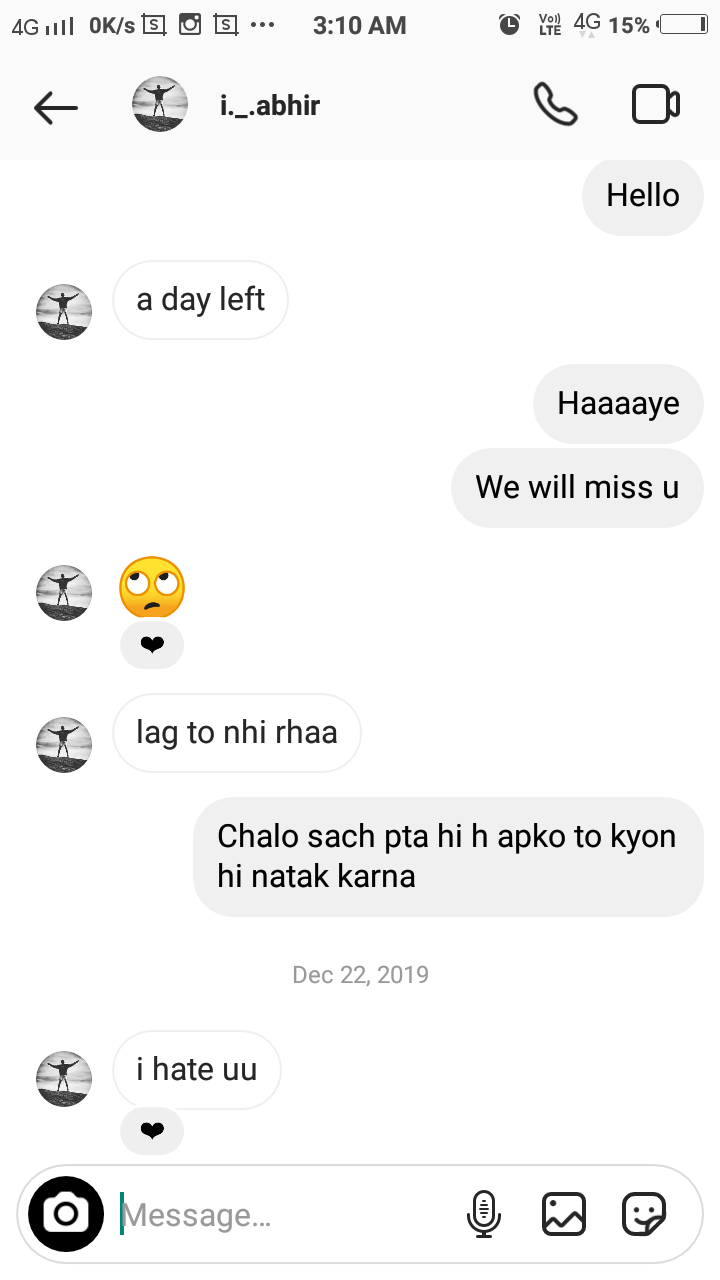 4G 0K/s S S ... 3:10 AM Vo)) LTE 4G 15%
i._.abhir
Hello
a day left
Haaaaye
We will miss u
lag to nhi rhaa
Chalo sach pta hi h apko to kyon
hi natak karna
Dec 22, 2019
i hate uu
Message...